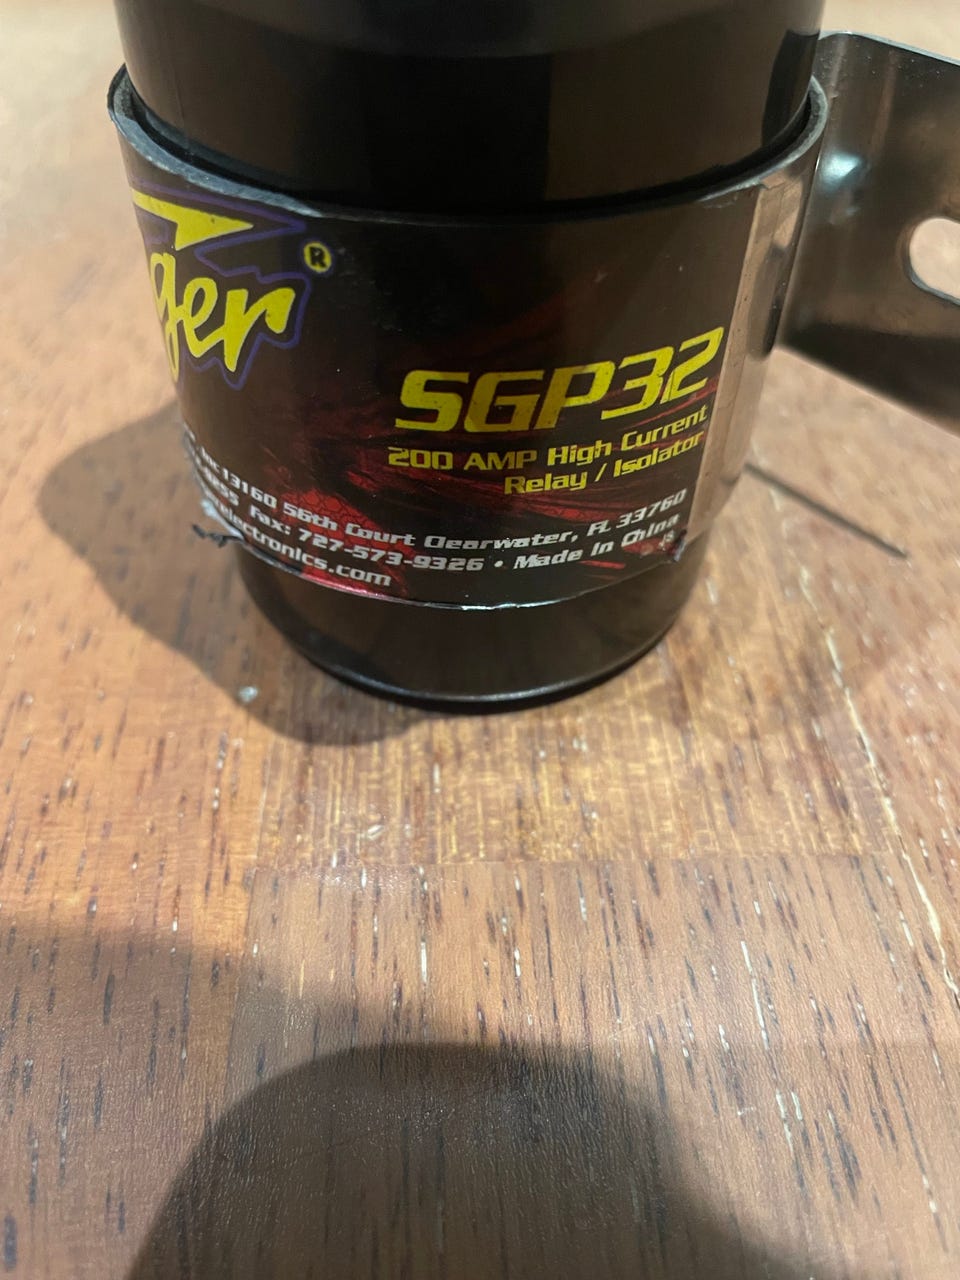 ger®
SGP32
200 AMP High Current
Relay / Isolator
Inc 13160 56th Court Clearwater, FL 33760
Fax: 727-573-9326 • Made In China
electronics.com